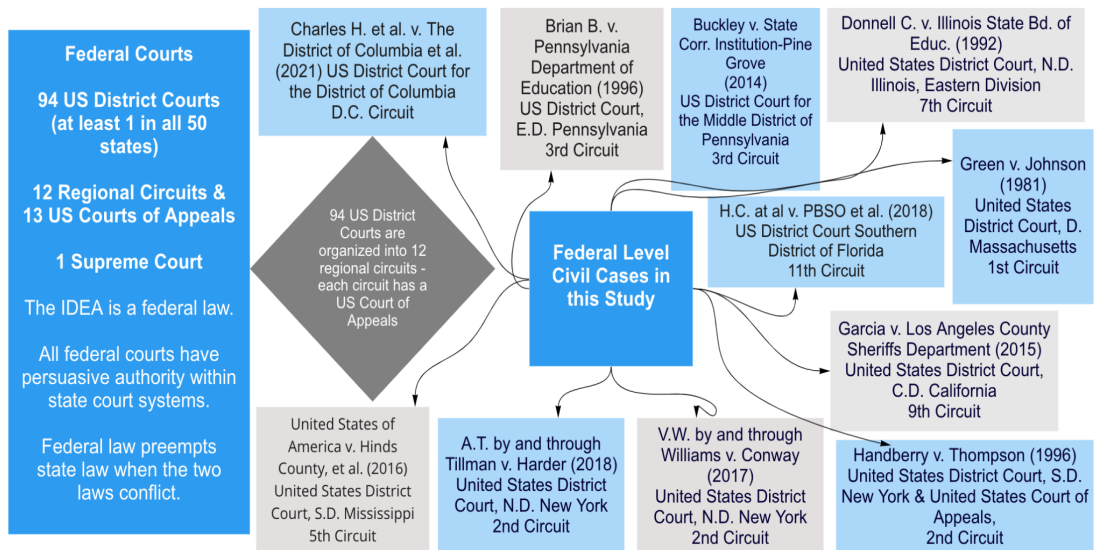 Federal Courts
94 US District Courts
(at least 1 in all 50
states)
12 Regional Circuits &
13 US Courts of Appeals
1 Supreme Court
The IDEA is a federal law.
All federal courts have
persuasive authority within
state court systems.
Federal law preempts
state law when the two
laws conflict.
Charles H. et al. v. The
District of Columbia et al.
(2021) US District Court for
the District of Columbia
D.C. Circuit
Brian B. v.
Pennsylvania
Department of
Education (1996)
US District Court,
E.D. Pennsylvania
3rd Circuit
Buckley v. State
Corr. Institution-Pine
Grove
(2014)
US District Court for
the Middle District of
Pennsylvania
3rd Circuit
Donnell C. v. Illinois State Bd. of
Educ. (1992)
United States District Court, N.D.
Illinois, Eastern Division
7th Circuit
Green v. Johnson
(1981)
United States
District Court, D.
Massachusetts
1st Circuit
94 US District
Courts are
organized into 12
regional circuits -
each circuit has a
US Court of
Appeals
Federal Level
Civil Cases in
this Study
H.C. at al v. PBSO et al. (2018)
US District Court Southern
District of Florida
11th Circuit
Garcia v. Los Angeles County
Sheriffs Department (2015)
United States District Court,
C.D. California
9th Circuit
United States of
America v. Hinds
County, et al. (2016)
United States District
Court, S.D. Mississippi
5th Circuit
A.T. by and through
Tillman v. Harder (2018)
United States District
Court, N.D. New York
2nd Circuit
V.W. by and through
Williams v. Conway
(2017)
United States District
Court, N.D. New York
2nd Circuit
Handberry v. Thompson (1996)
United States District Court, S.D.
New York & United States Court of
Appeals,
2nd Circuit